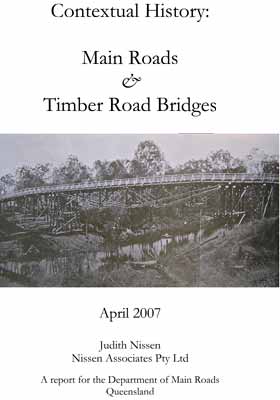 Contextual History:
Main Roads
&
Timber Road Bridges
April 2007
Judith Nissen
Nissen Associates Pty Ltd
A report for the Department of Main Roads
Queensland